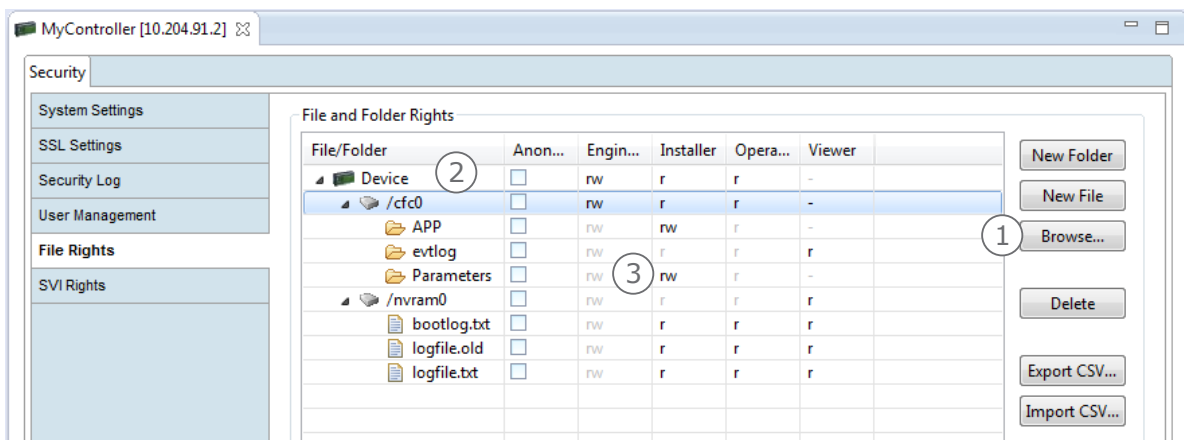 MyController [10.204.91.2]
Security
System Settings
SSL Settings
Security Log
User Management
File Rights
SVI Rights
File and Folder Rights
File/Folder Anon... Engin... Installer Opera... Viewer
Device rw r r -
/cfc0 rw r r -
APP rw rw r -
evtlog rw r r r
Parameters rw rw r -
/nvram0 rw r r r
bootlog.txt rw r r r
logfile.old rw r r r
logfile.txt rw r r r
2
3
1
New Folder
New File
Browse...
Delete
Export CSV...
Import CSV...